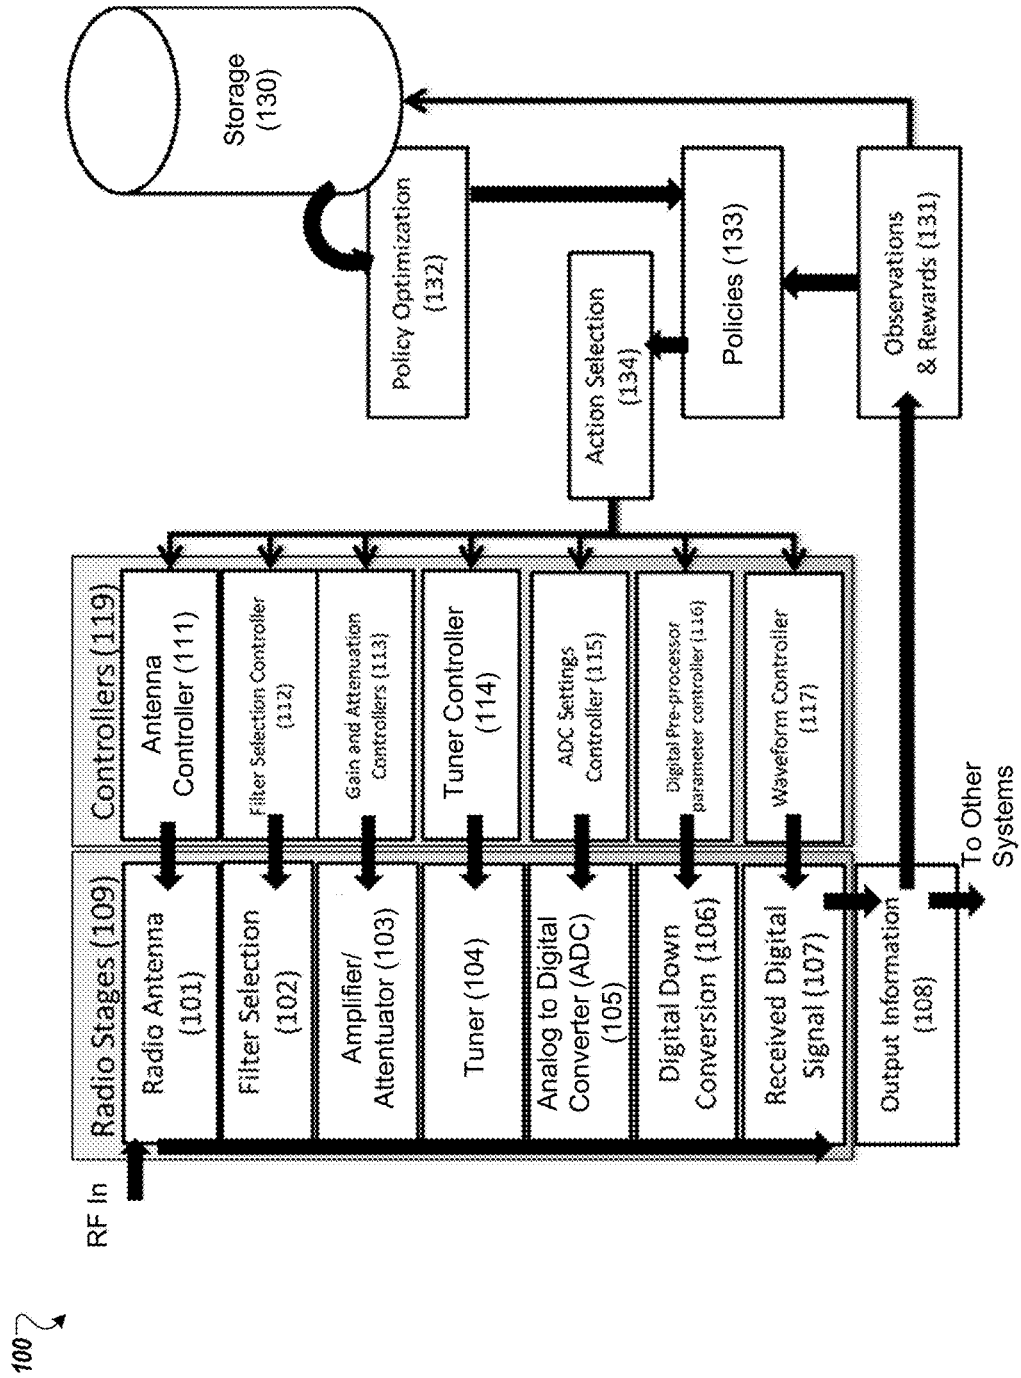 100
RF In
Radio Stages (109)
Radio Antenna
(101)
Filter Selection
(102)
Amplifier/
Attentuator (103)
Tuner (104)
Analog to Digital
Converter (ADC)
(105)
Digital Down
Conversion (106)
Received Digital
Signal (107)
Output Information
(108)
To Other
Systems
Controllers (119)
Antenna
Controller (111)
Filter Selection Controller
(112)
Gain and Attenuation
Controllers (113)
Tuner Controller
(114)
ADC Settings
Controller (115)
Digital Pre-processor
parameter controller (116)
Waveform Controller
(117)
Action Selection
(134)
Storage
(130)
Policy Optimization
(132)
Policies (133)
Observations
& Rewards (131)